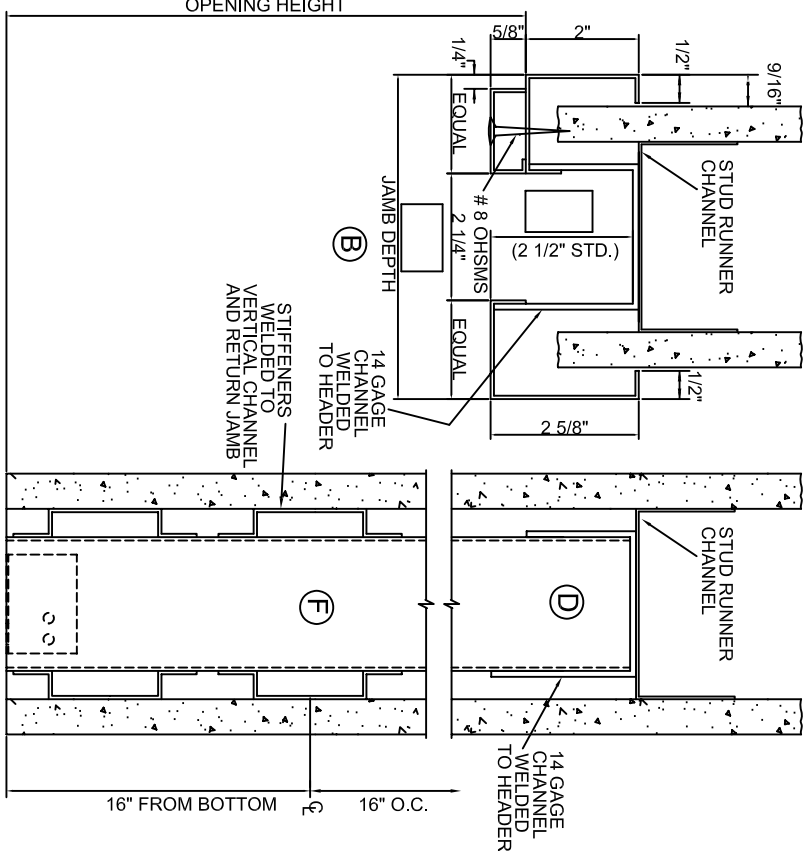 OPENING HEIGHT
5/8"
2"
1/4"
1/2"
9/16"
EQUAL
2 1/4"
EQUAL
JAMB DEPTH
# 8 OHSMS
(2 1/2" STD.)
STUD RUNNER
CHANNEL
B
1/2"
2 5/8"
14 GAGE
CHANNEL
WELDED
TO HEADER
STIFFENERS
WELDED TO
VERTICAL CHANNEL
AND RETURN JAMB
STUD RUNNER
CHANNEL
D
F
14 GAGE
CHANNEL
WELDED
TO HEADER
16" FROM BOTTOM
CL
16" O.C.